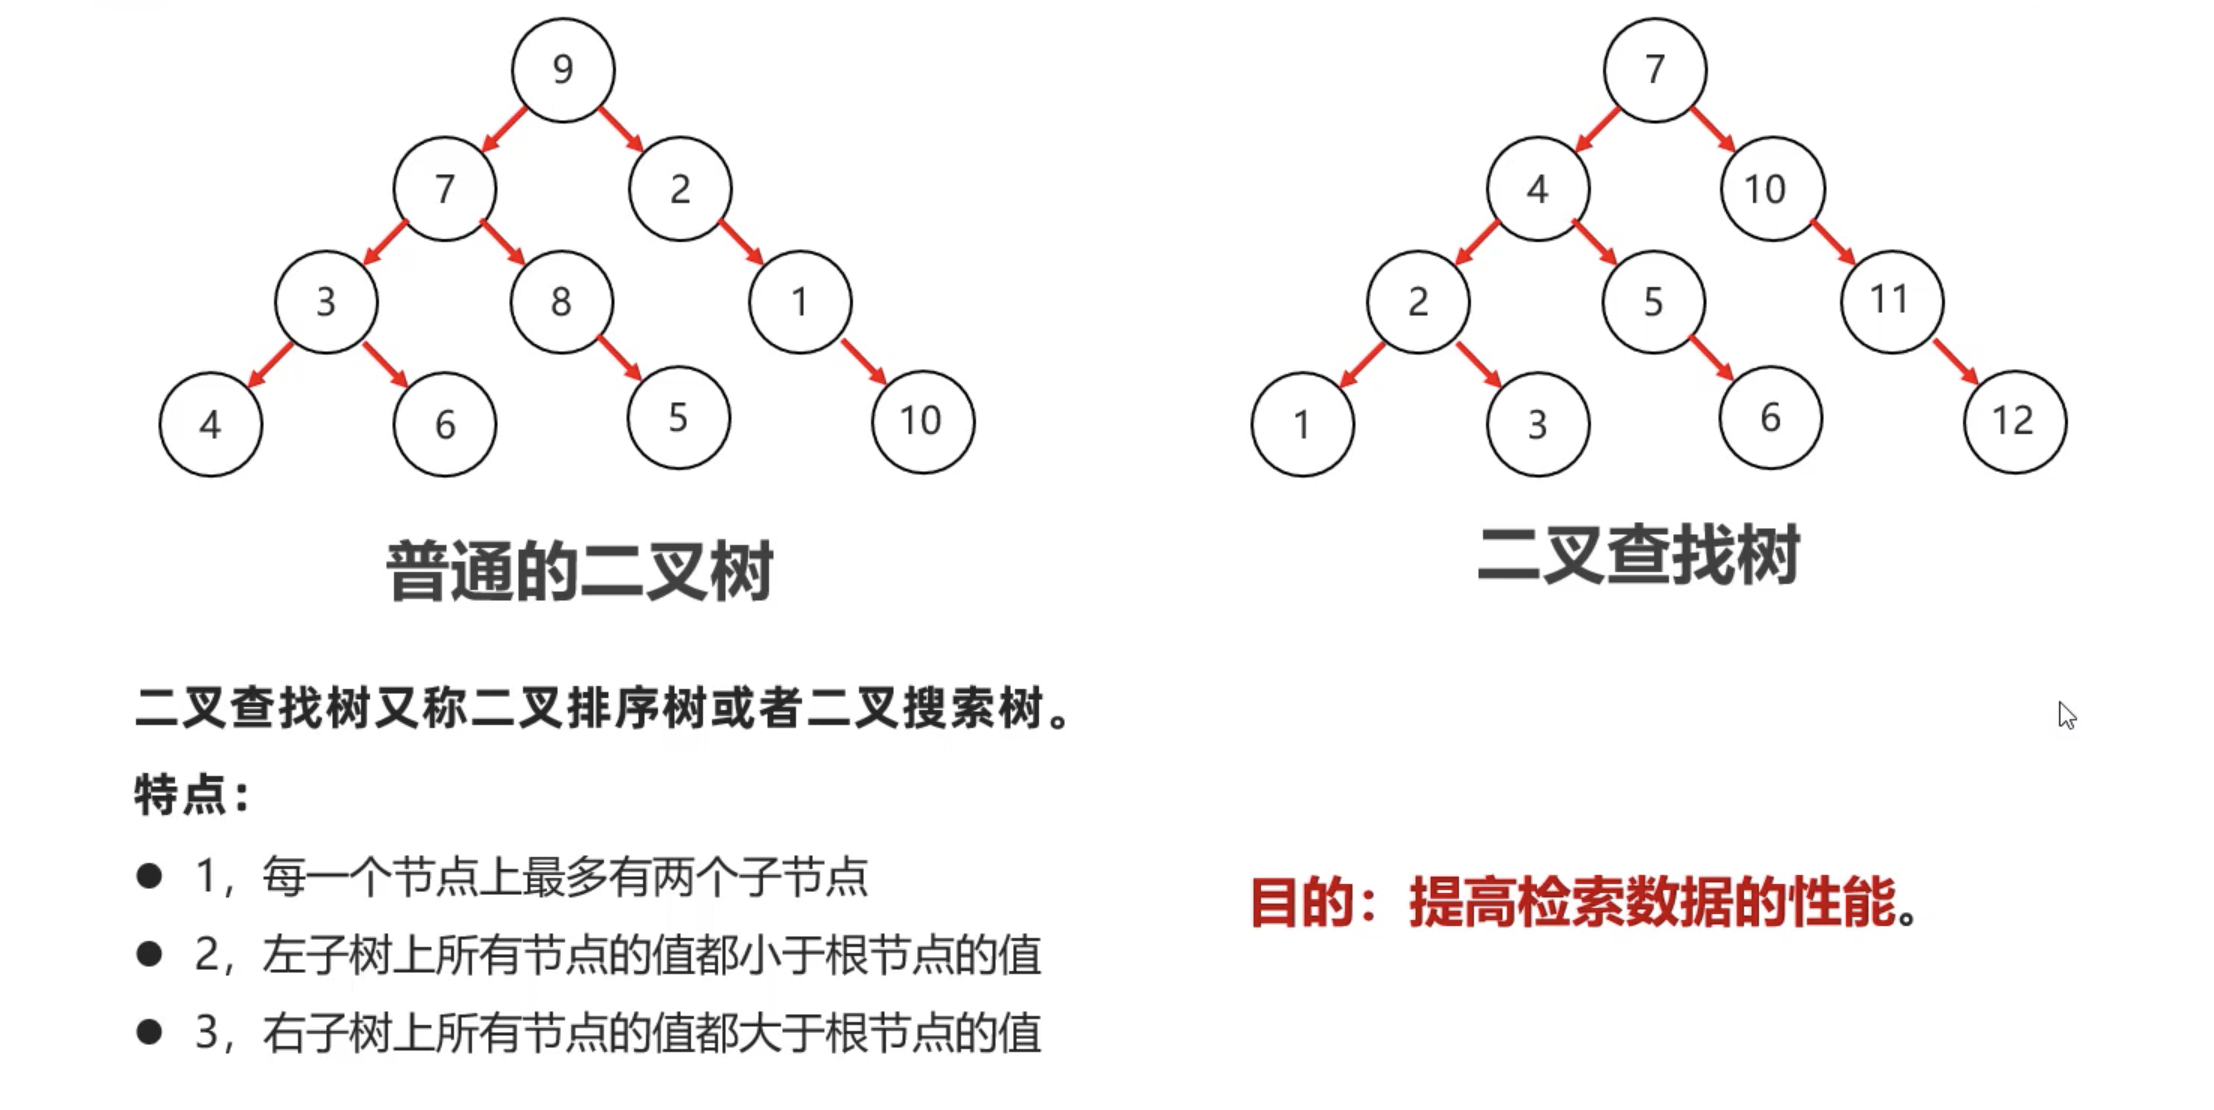 9
7
7
2
4
10
3
8
1
2
5
11
4
6
5
10
1
3
6
12
普通的二叉树
二叉查找树
二叉查找树又称二叉排序树或者二叉搜索树。
特点：
● 1，每一个节点上最多有两个子节点
● 2，左子树上所有节点的值都小于根节点的值
● 3，右子树上所有节点的值都大于根节点的值
目的：提高检索数据的性能。